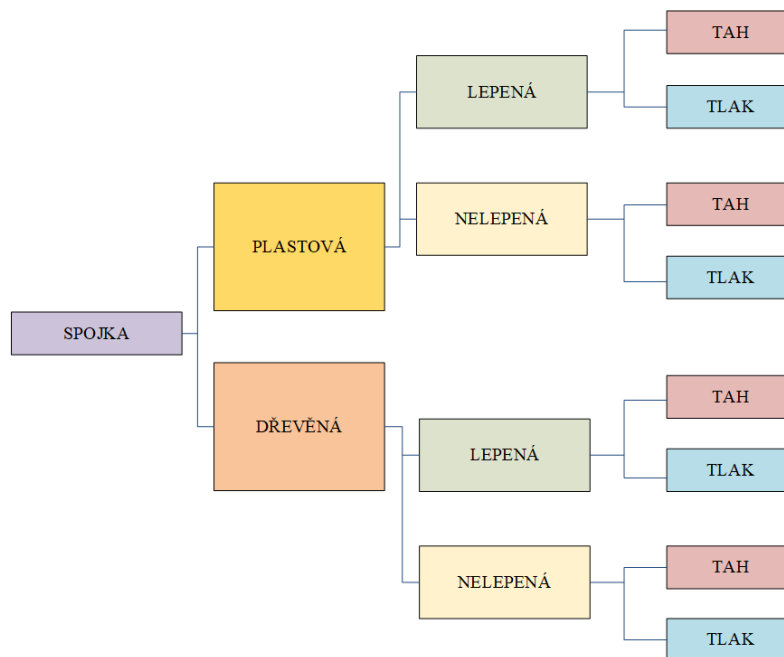 SPOJKA
PLASTOVÁ
LEPENÁ
TAH
TLAK
NELEPENÁ
TAH
TLAK
DŘEVĚNÁ
LEPENÁ
TAH
TLAK
NELEPENÁ
TAH
TLAK